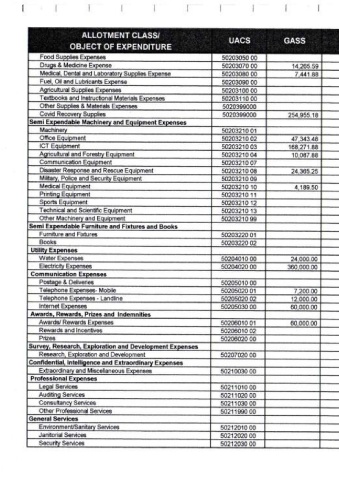 ALLOTMENT CLASS/ OBJECT OF EXPENDITURE UACS GASS
Food Supplies Expenses 50203050 00
Drugs & Medicine Expense 50203070 00 14,265.59
Medical, Dental and Laboratory Supplies Expense 50203080 00 7,441.88
Fuel, Oil and Lubricants Expense 50203090 00
Agricultural Supplies Expenses 50203100 00
Textbooks and Instructional Materials Expenses 50203110 00
Other Supplies & Materials Expenses 5020399000
Covid Recovery Supplies 5020399000 254,955.18
Semi Expendable Machinery and Equipment Expenses
Machinery 50203210 01
Office Equipment 50203210 02 47,343.46
ICT Equipment 50203210 03 168,271.88
Agricultural and Forestry Equipment 50203210 04 10,087.88
Communication Equipment 50203210 07
Disaster Response and Rescue Equipment 50203210 08 24,365.25
Military, Police and Security Equipment 50203210 09
Medical Equipment 50203210 10 4,189.50
Printing Equipment 50203210 11
Sports Equipment 50203210 12
Technical and Scientific Equipment 50203210 13
Other Machinery and Equipment 50203210 99
Semi Expendable Furniture and Fixtures and Books
Furniture and Fixtures 50203220 01
Books 50203220 02
Utility Expenses
Water Expenses 50204010 00 24,000.00
Electricity Expenses 50204020 00 360,000.00
Communication Expenses
Postage & Deliveries 50205010 00
Telephone Expenses- Mobile 50205020 01 7,200.00
Telephone Expenses - Landline 50205020 02 12,000.00
Internet Expenses 50205030 00 60,000.00
Awards, Rewards, Prizes and Indemnities
Awards/ Rewards Expenses 50206010 01 60,000.00
Rewards and Incentives 50206010 02
Prizes 50206020 00
Survey, Research, Exploration and Development Expenses
Research, Exploration and Development 50207020 00
Confidential, Intelligence and Extraordinary Expenses
Extraordinary and Miscellaneous Expenses 50210030 00
Professional Expenses
Legal Services 50211010 00
Auditing Services 50211020 00
Consultancy Services 50211030 00
Other Professional Services 50211990 00
General Services
Environment/Sanitary Services 50212010 00
Janitorial Services 50212020 00
Security Services 50212030 00